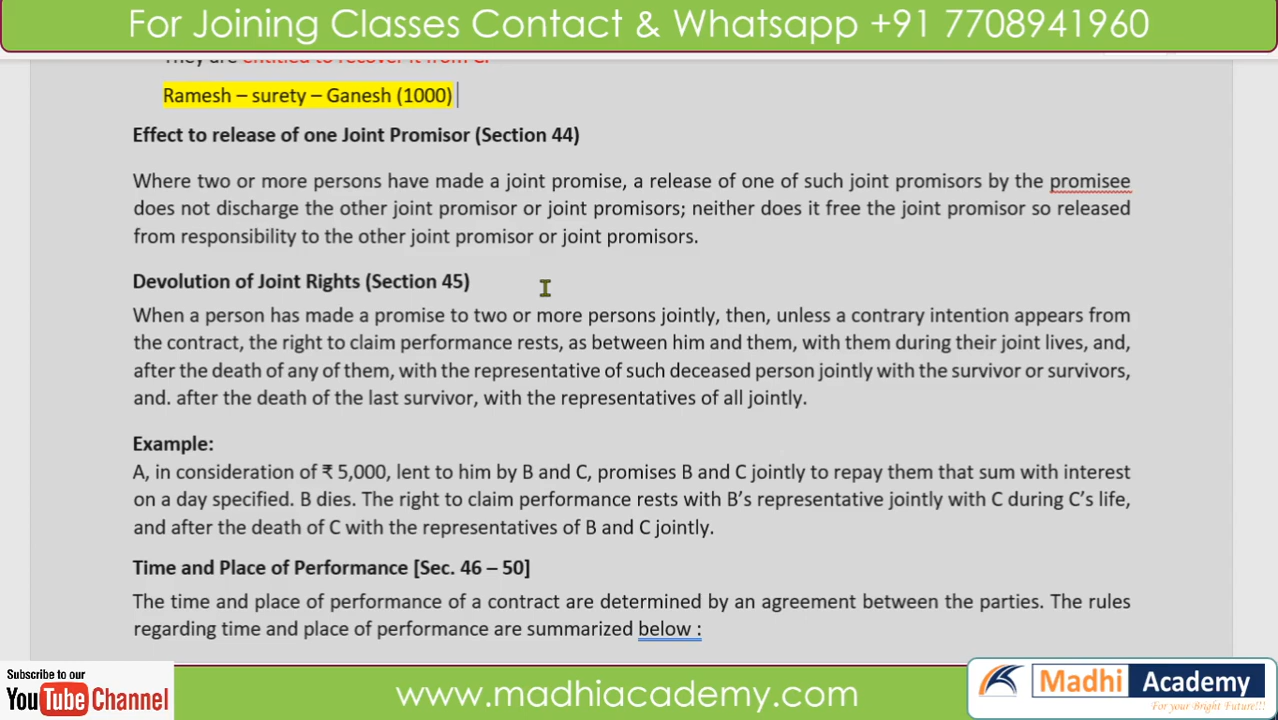 For Joining Classes Contact & Whatsapp +91 7708941960
They are entitled to recover it from C.
Ramesh – surety – Ganesh (1000)
Effect to release of one Joint Promisor (Section 44)
Where two or more persons have made a joint promise, a release of one of such joint promisors by the promisee
does not discharge the other joint promisor or joint promisors; neither does it free the joint promisor so released
from responsibility to the other joint promisor or joint promisors.
Devolution of Joint Rights (Section 45)
When a person has made a promise to two or more persons jointly, then, unless a contrary intention appears from
the contract, the right to claim performance rests, as between him and them, with them during their joint lives, and,
after the death of any of them, with the representative of such deceased person jointly with the survivor or survivors,
and. after the death of the last survivor, with the representatives of all jointly.
Example:
A, in consideration of ₹ 5,000, lent to him by B and C, promises B and C jointly to repay them that sum with interest
on a day specified. B dies. The right to claim performance rests with B’s representative jointly with C during C’s life,
and after the death of C with the representatives of B and C jointly.
Time and Place of Performance [Sec. 46 – 50]
The time and place of performance of a contract are determined by an agreement between the parties. The rules
regarding time and place of performance are summarized below :
Subscribe to our
YouTube Channel
www.madhiacademy.com
Madhi Academy
For your Bright Future!!!